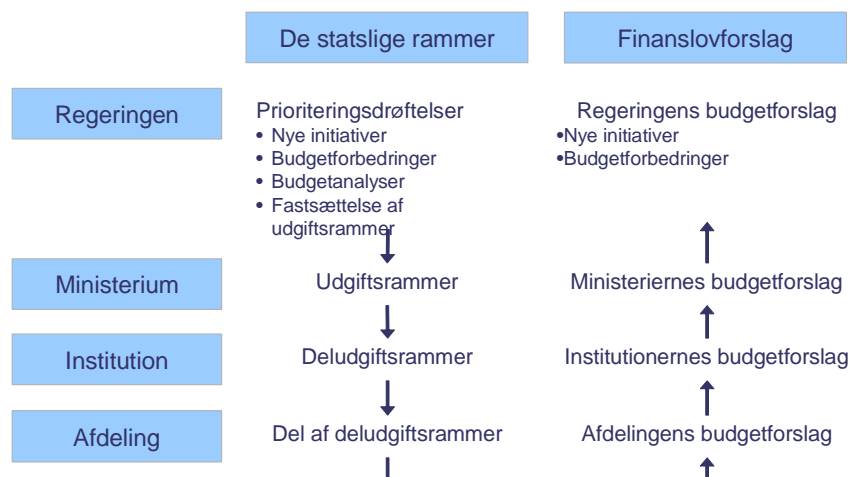 De statslige rammer
Finanslovforslag
Regeringen
Prioriteringsdrøftelser
• Nye initiativer
• Budgetforbedringer
• Budgetanalyser
• Fastsættelse af
udgiftsrammer
Regeringens budgetforslag
•Nye initiativer
•Budgetforbedringer
Ministerium
Udgiftsrammer
Ministeriernes budgetforslag
Institution
Deludgiftsrammer
Institutionernes budgetforslag
Afdeling
Del af deludgiftsrammer
Afdelingens budgetforslag